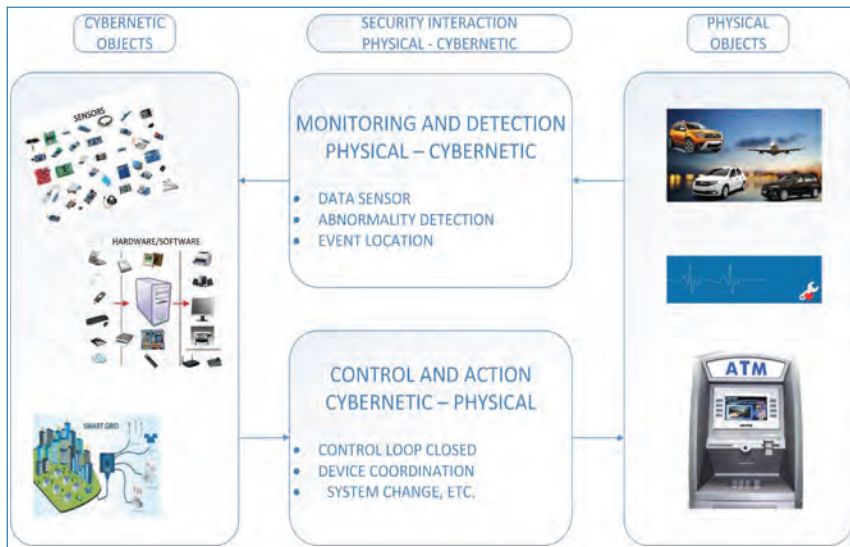 CYBERNETIC
OBJECTS
SECURITY INTERACTION
PHYSICAL - CYBERNETIC
PHYSICAL
OBJECTS
SENSORS
HARDWARE/SOFTWARE
SMART GRID
MONITORING AND DETECTION
PHYSICAL – CYBERNETIC
• DATA SENSOR
• ABNORMALITY DETECTION
• EVENT LOCATION
CONTROL AND ACTION
CYBERNETIC – PHYSICAL
• CONTROL LOOP CLOSED
• DEVICE COORDINATION
• SYSTEM CHANGE, ETC.
ATM